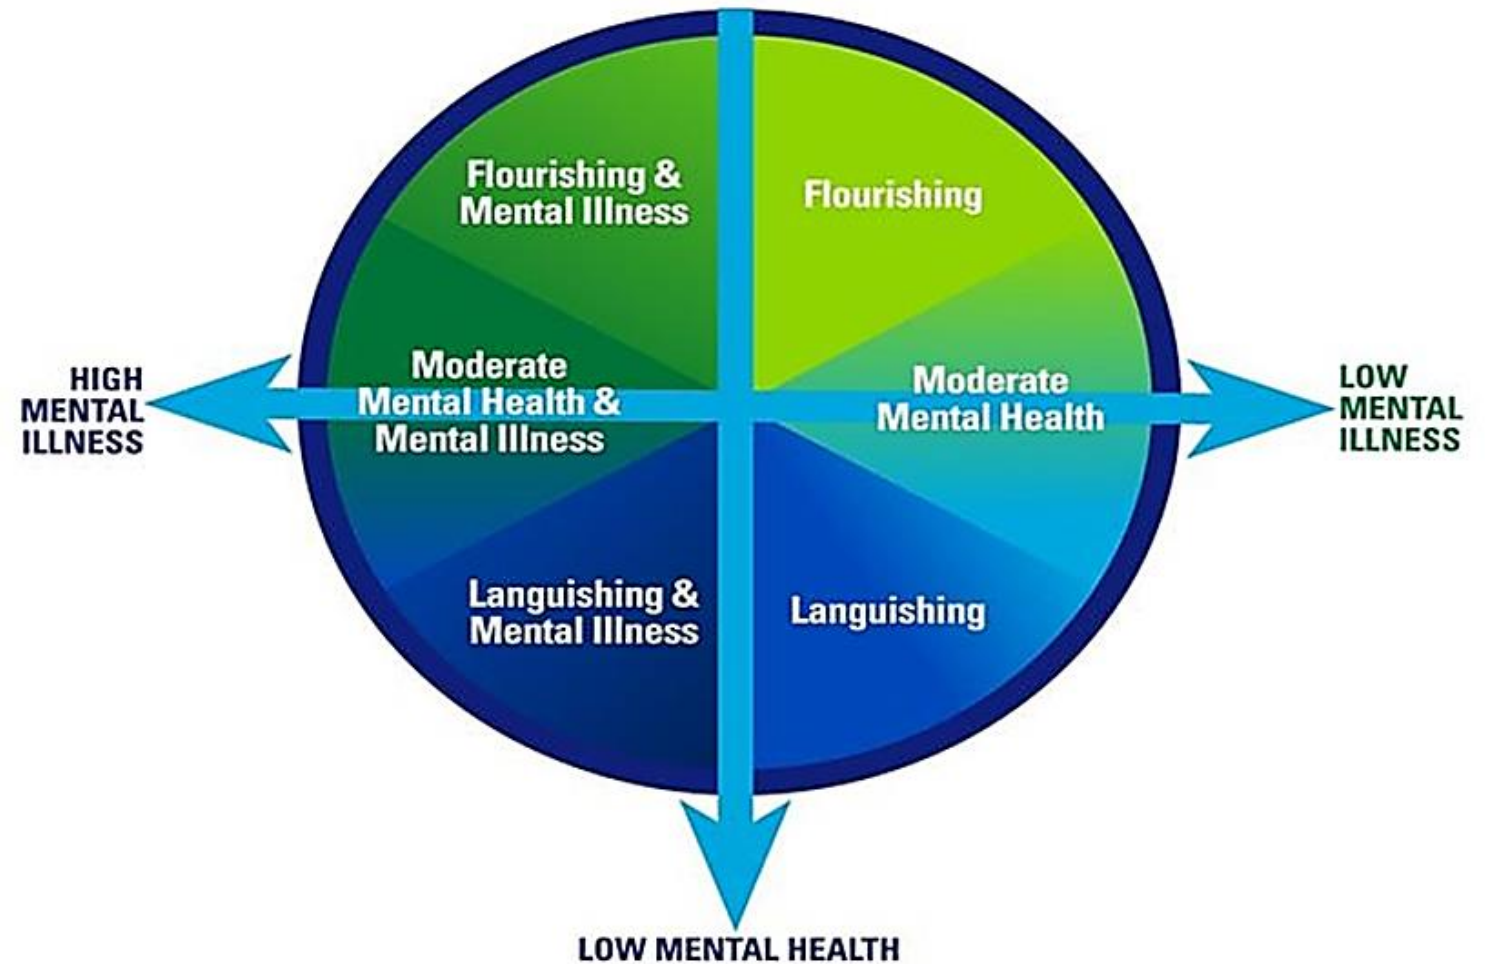 Flourishing &
Mental Illness
Flourishing
HIGH
MENTAL
ILLNESS
Moderate
Mental Health &
Mental Illness
Moderate
Mental Health
LOW
MENTAL
ILLNESS
Languishing &
Mental Illness
Languishing
LOW MENTAL HEALTH